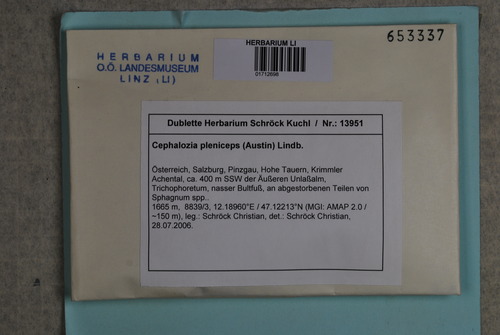 HERBARIUM
O.Ö. LANDESMUSEUM
LINZ (LI)
HERBARIUM LI
01712698
653337
Dublette Herbarium Schröck Kuchl / Nr.: 13951
Cephalozia pleniceps (Austin) Lindb.
Österreich, Salzburg, Pinzgau, Hohe Tauern, Krimmler
Achental, ca. 400 m SSW der Äußeren Unlaßalm,
Trichophoretum, nasser Bultfuß, an abgestorbenen Teilen von
Sphagnum spp..
1665 m, 8839/3, 12.18960°E / 47.12213°N (MGI: AMAP 2.0 /
~150 m), leg.: Schröck Christian, det.: Schröck Christian,
28.07.2006.